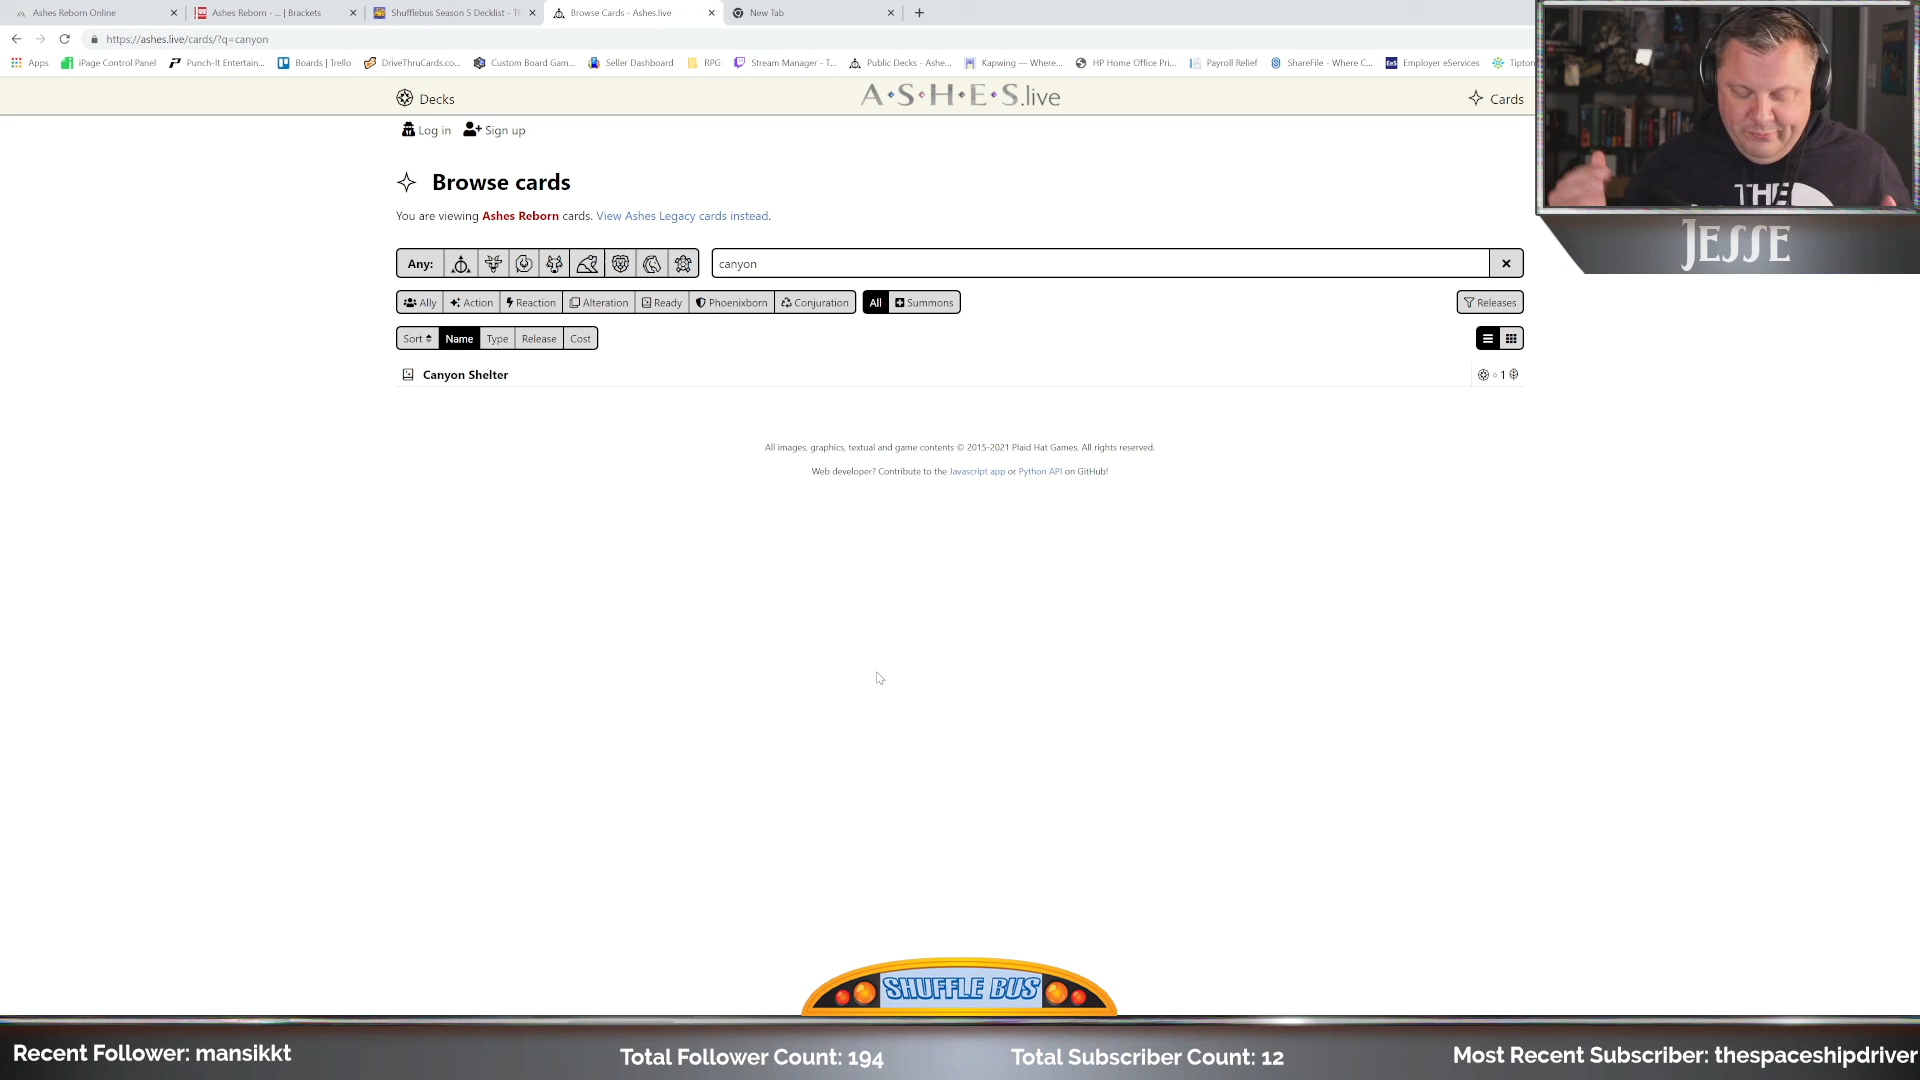 Ashes Reborn Online
Ashes Reborn - ... | Brackets
Shufflebus Season 5 Decklist - Th
Browse Cards - Ashes.live
New Tab
https://ashes.live/cards/?q=canyon
Apps
iPage Control Panel
Punch-It Entertain...
Boards | Trello
DriveThruCards.co...
Custom Board Gam...
Seller Dashboard
RPG
Stream Manager - T...
Public Decks - Ashe...
Kapwing — Where...
HP Home Office Pri...
Payroll Relief
ShareFile - Where C...
Employer eServices
Tipton
Decks
A·S·H·E·S.live
Cards
Log in
Sign up
Browse cards
You are viewing Ashes Reborn cards. View Ashes Legacy cards instead.
Any:
canyon
Ally
Action
Reaction
Alteration
Ready
Phoenixborn
Conjuration
All
Summons
Releases
Sort
Name
Type
Release
Cost
Canyon Shelter
1
All images, graphics, textual and game contents © 2015-2021 Plaid Hat Games. All rights reserved.
Web developer? Contribute to the Javascript app or Python API on GitHub!
THE
JESSE
SHUFFLE BUS
Recent Follower: mansikkt
Total Follower Count: 194
Total Subscriber Count: 12
Most Recent Subscriber: thespaceshipdriver